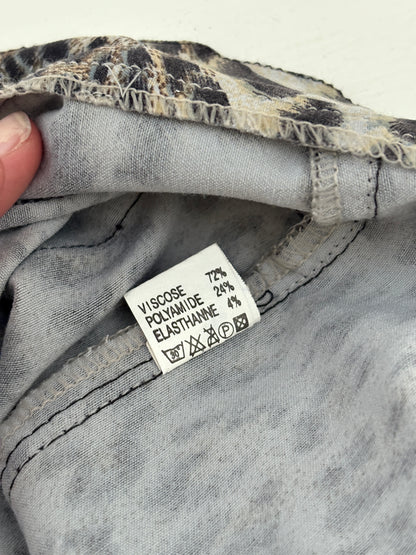 VISCOSE 72%
POLYAMIDE 24%
ELASTHANNE 4%
30° P